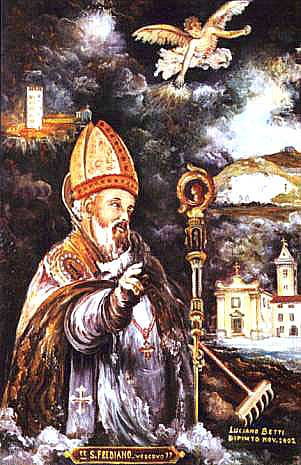 LUCIANO BETTI
DIPINTO NOV. 2002
"S. FREDIANO.. VESCOVO"